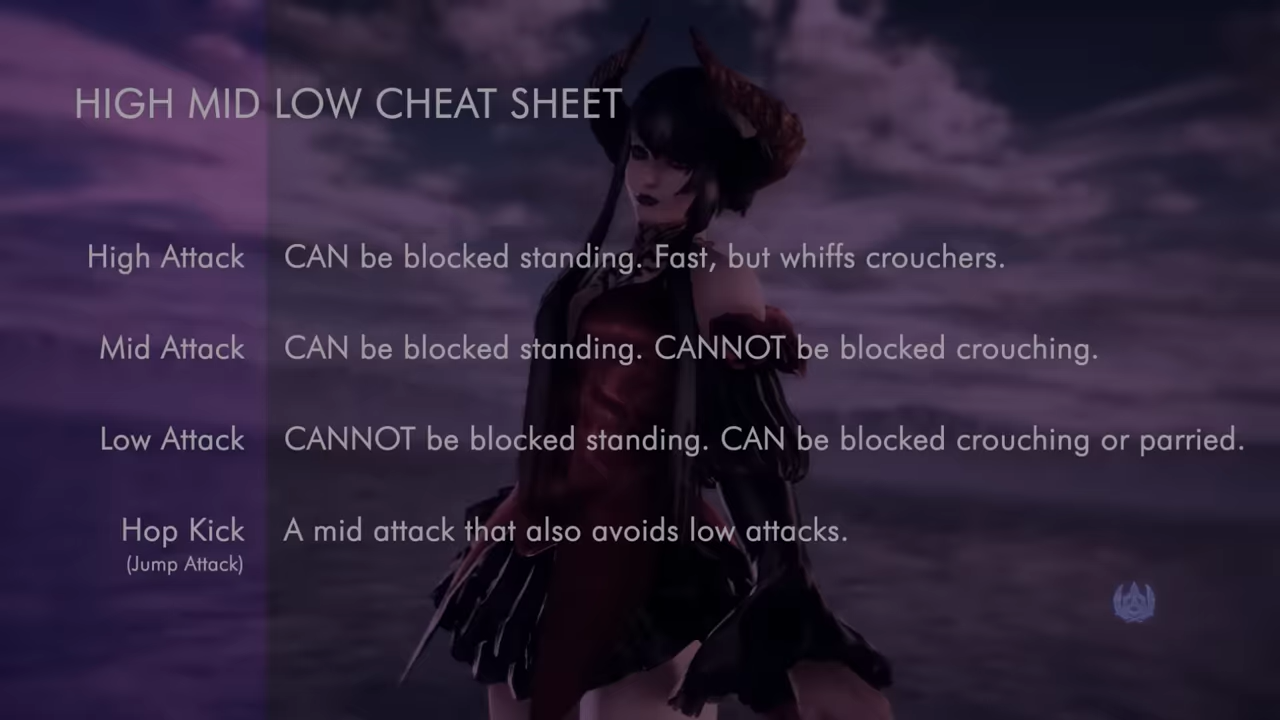 HIGH MID LOW CHEAT SHEET
High Attack CAN be blocked standing. Fast, but whiffs crouchers.
Mid Attack CAN be blocked standing. CANNOT be blocked crouching.
Low Attack CANNOT be blocked standing. CAN be blocked crouching or parried.
Hop Kick A mid attack that also avoids low attacks.
(Jump Attack)